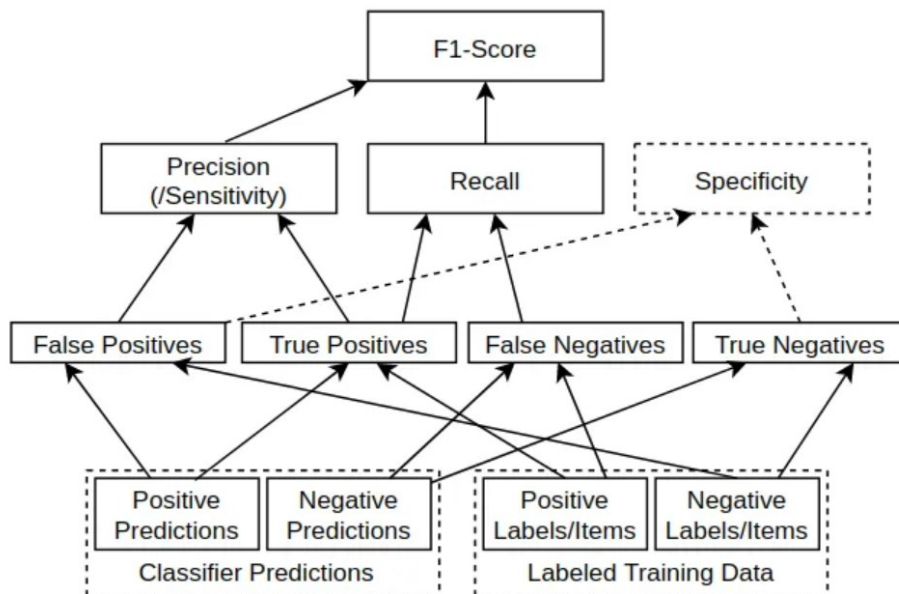 F1-Score
Precision
(/Sensitivity)
Recall
Specificity
False Positives
True Positives
False Negatives
True Negatives
Positive
Predictions
Negative
Predictions
Positive
Labels/Items
Negative
Labels/Items
Classifier Predictions
Labeled Training Data